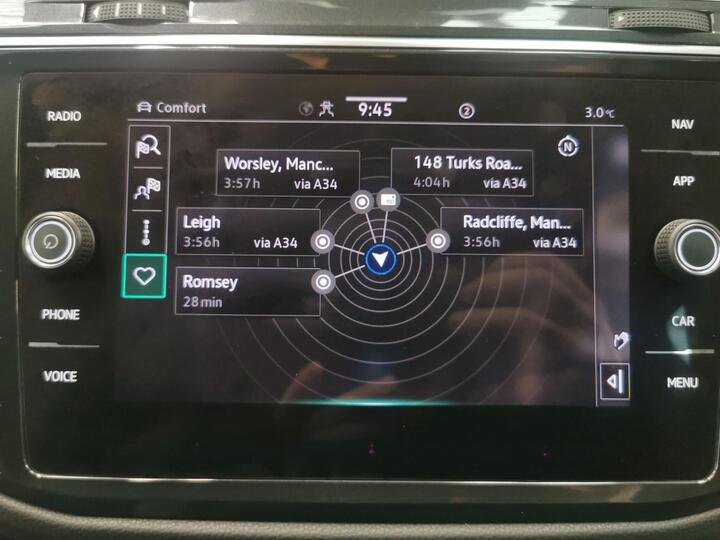 RADIO
MEDIA
PHONE
VOICE
Comfort
9:45
2
3.0°C
N
Worsley, Manc...
3:57h via A34
148 Turks Roa...
4:04h via A34
Leigh
3:56h via A34
Radcliffe, Man...
3:56h via A34
Romsey
28 min
NAV
APP
CAR
MENU